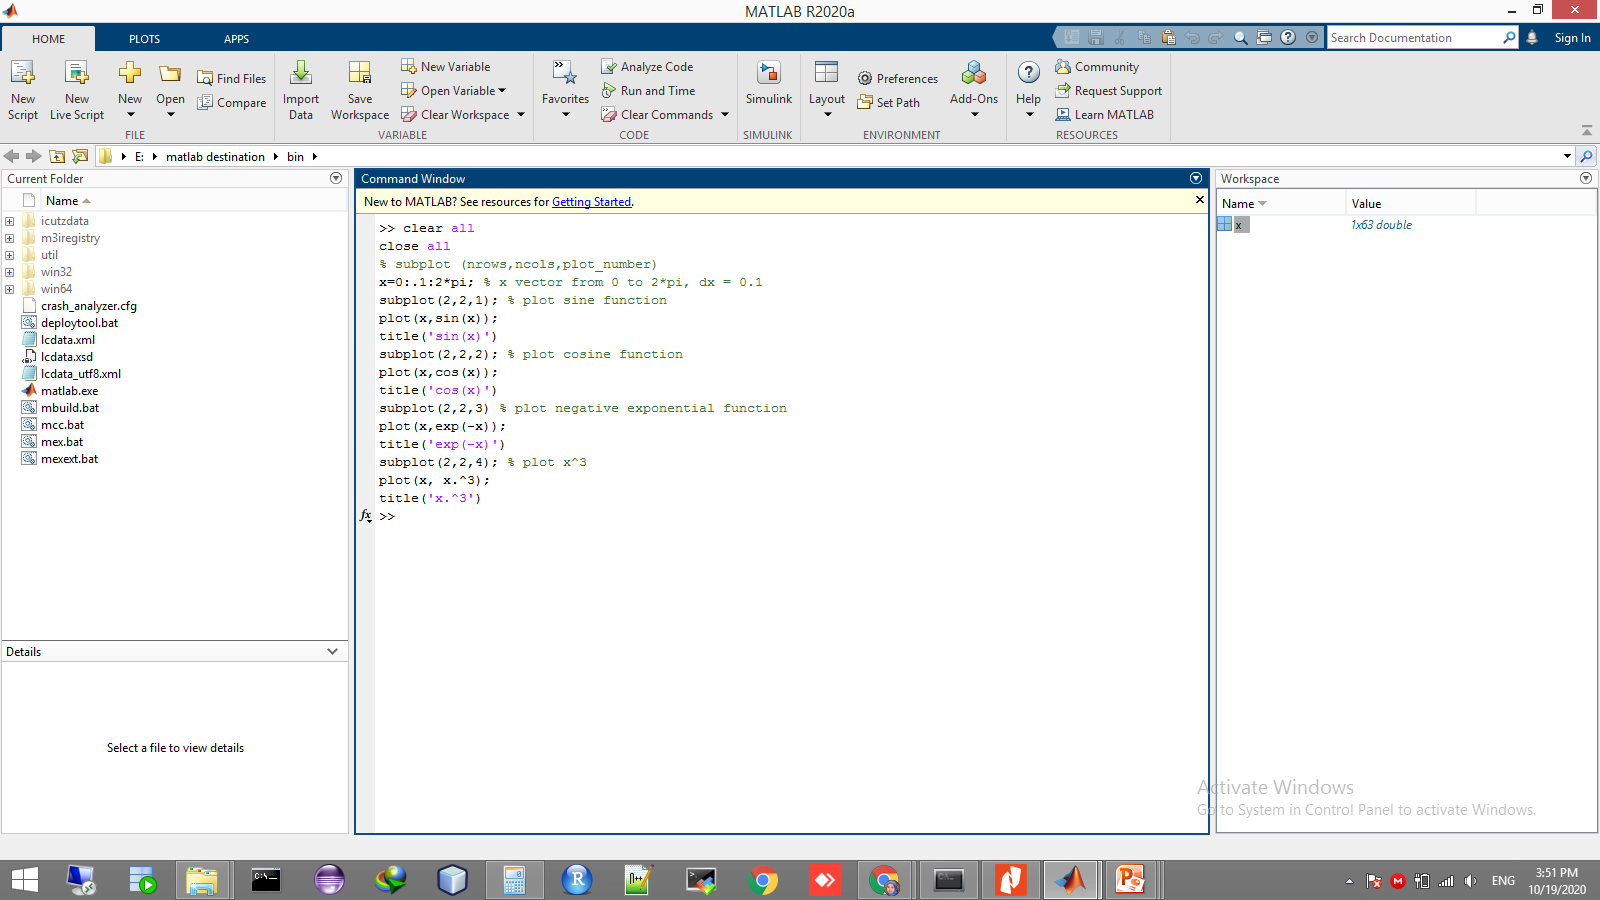 MATLAB R2020a
HOME PLOTS APPS
Search Documentation
Sign In
New Script
New Live Script
New
Open
Find Files
Compare
FILE
Import Data
Save Workspace
New Variable
Open Variable
Clear Workspace
VARIABLE
Favorites
Analyze Code
Run and Time
Clear Commands
CODE
Simulink
SIMULINK
Layout
Preferences
Set Path
Add-Ons
ENVIRONMENT
Help
Community
Request Support
Learn MATLAB
RESOURCES
E: matlab destination bin
Current Folder
Name
icutzdata
m3iregistry
util
win32
win64
crash_analyzer.cfg
deploytool.bat
lcdata.xml
lcdata.xsd
lcdata_utf8.xml
matlab.exe
mbuild.bat
mcc.bat
mex.bat
mexext.bat
Details
Select a file to view details
Command Window
New to MATLAB? See resources for Getting Started.
>> clear all
close all
% subplot (nrows,ncols,plot_number)
x=0:.1:2*pi; % x vector from 0 to 2*pi, dx = 0.1
subplot(2,2,1); % plot sine function
plot(x,sin(x));
title('sin(x)')
subplot(2,2,2); % plot cosine function
plot(x,cos(x));
title('cos(x)')
subplot(2,2,3) % plot negative exponential function
plot(x,exp(-x));
title('exp(-x)')
subplot(2,2,4); % plot x^3
plot(x, x.^3);
title('x.^3')
fx >>
Workspace
Name Value
x 1x63 double
Activate Windows
Go to System in Control Panel to activate Windows.
ENG
3:51 PM
10/19/2020